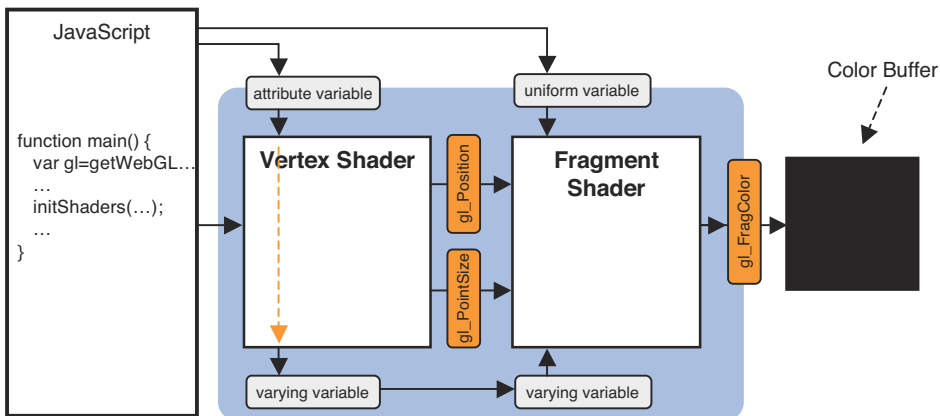 JavaScript
function main() {
var gl=getWebGL…
…
initShaders(…);
…
}
attribute variable
uniform variable
Color Buffer
Vertex Shader
Fragment
Shader
gl_Position
gl_PointSize
gl_FragColor
varying variable
varying variable